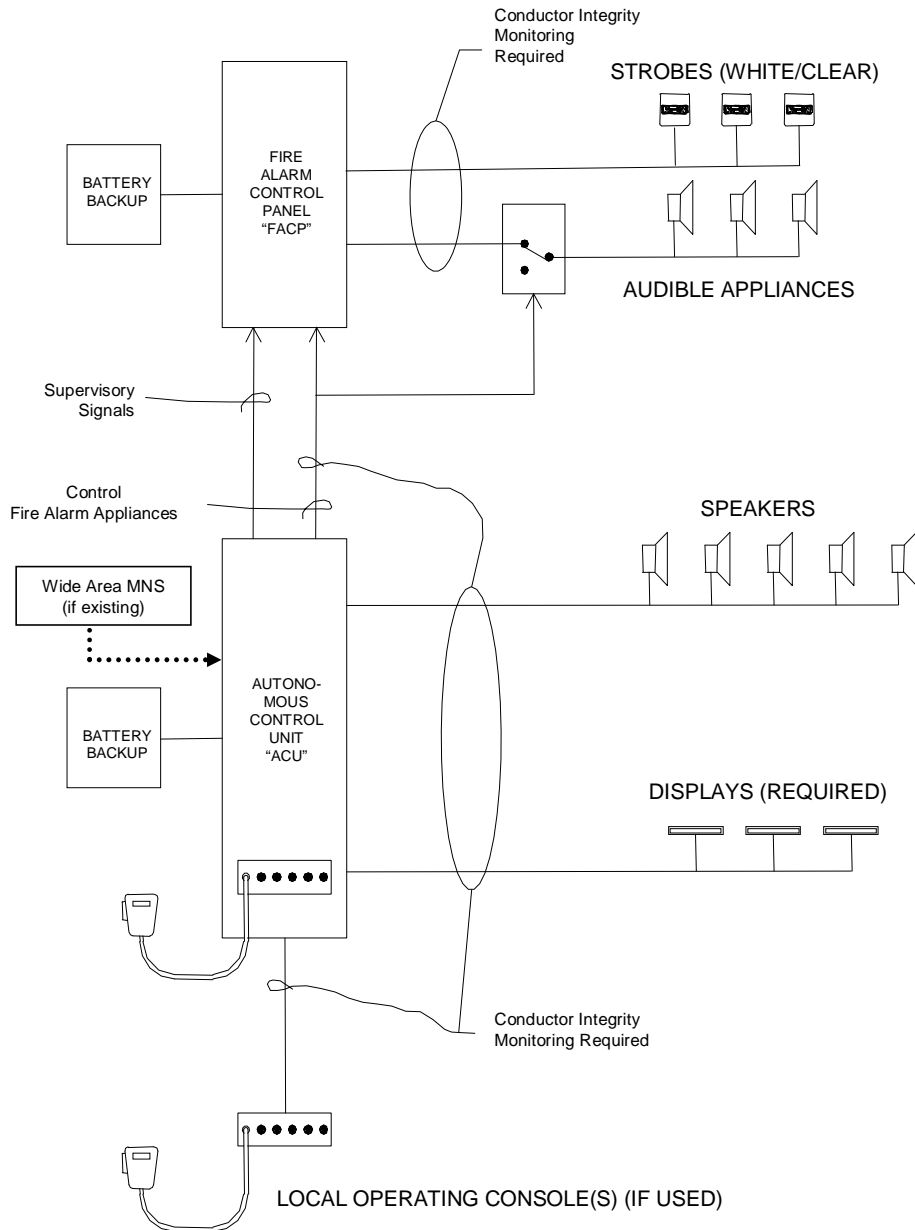 Conductor Integrity
Monitoring
Required
STROBES (WHITE/CLEAR)
FIRE
ALARM
CONTROL
PANEL
“FACP”
BATTERY
BACKUP
AUDIBLE APPLIANCES
Supervisory
Signals
Control
Fire Alarm Appliances
SPEAKERS
Wide Area MNS
(if existing)
AUTONO-
MOUS
CONTROL
UNIT
“ACU”
BATTERY
BACKUP
DISPLAYS (REQUIRED)
Conductor Integrity
Monitoring Required
LOCAL OPERATING CONSOLE(S) (IF USED)